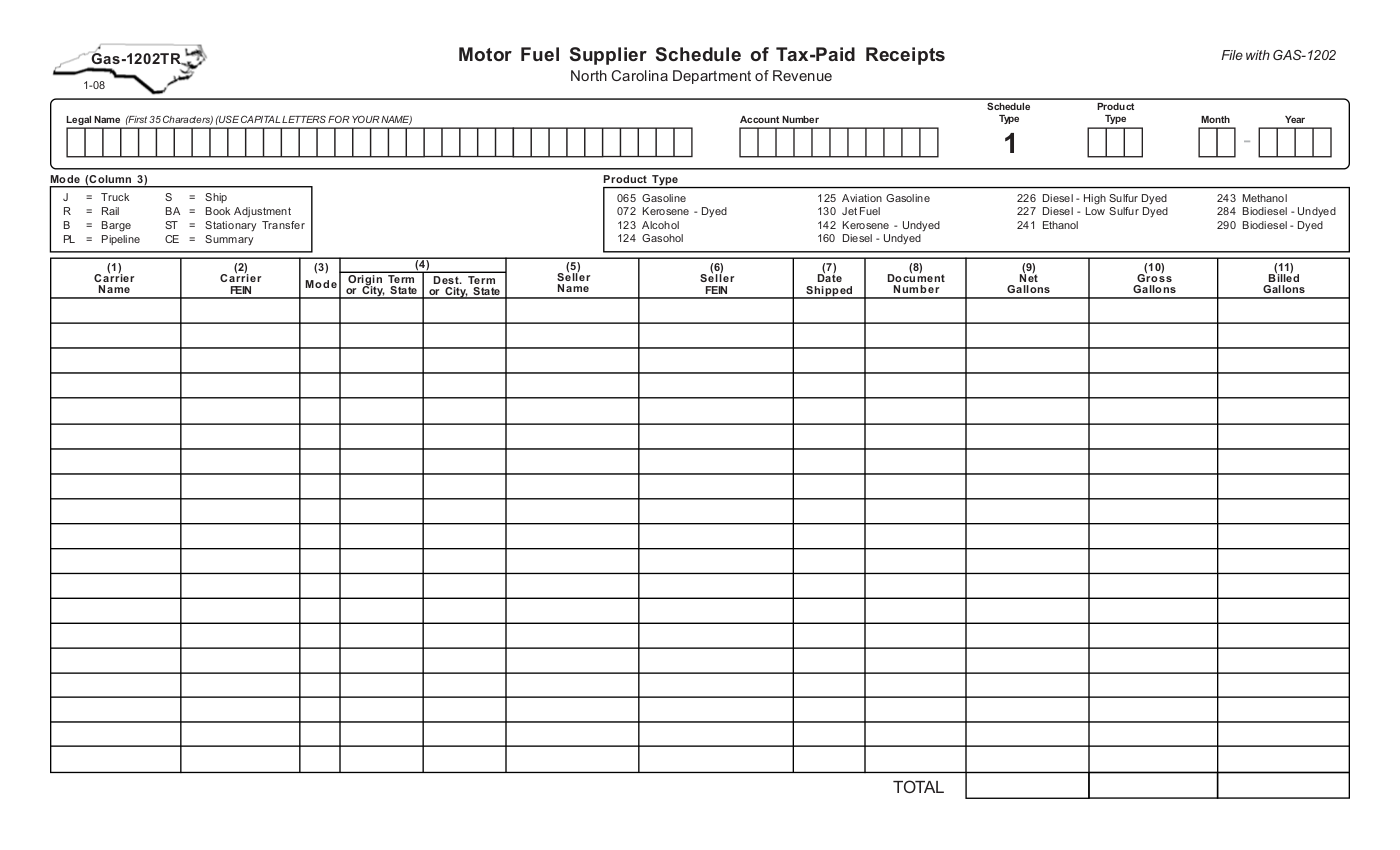 Gas-1202TR
1-08
Motor Fuel Supplier Schedule of Tax-Paid Receipts
North Carolina Department of Revenue
File with GAS-1202
Legal Name (First 35 Characters) (USE CAPITAL LETTERS FOR YOUR NAME)
Account Number
Schedule Type
1
Product Type
Month
Year
–
Mode (Column 3)
J = Truck S = Ship
R = Rail BA = Book Adjustment
B = Barge ST = Stationary Transfer
PL = Pipeline CE = Summary
Product Type
065 Gasoline 125 Aviation Gasoline 226 Diesel - High Sulfur Dyed 243 Methanol
072 Kerosene - Dyed 130 Jet Fuel 227 Diesel - Low Sulfur Dyed 284 Biodiesel - Undyed
123 Alcohol 142 Kerosene - Undyed 241 Ethanol 290 Biodiesel - Dyed
124 Gasohol 160 Diesel - Undyed
(1) Carrier Name
(2) Carrier FEIN
(3) Mode
(4)
Origin Term or City, State
Dest. Term or City, State
(5) Seller Name
(6) Seller FEIN
(7) Date Shipped
(8) Document Number
(9) Net Gallons
(10) Gross Gallons
(11) Billed Gallons
TOTAL